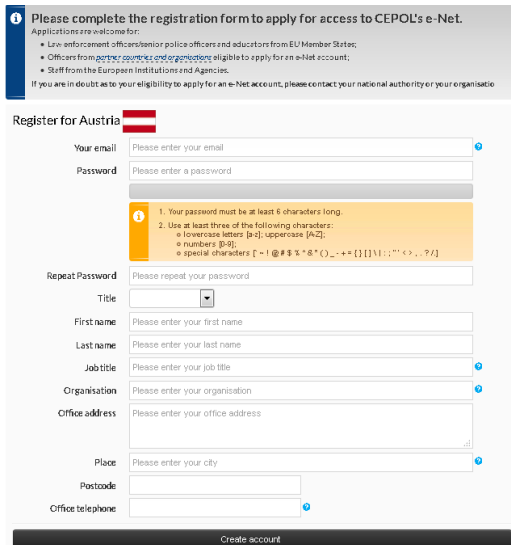 Please complete the registration form to apply for access to CEPOL's e-Net.
Applications are welcome for:
Law enforcement officers/senior police officers and educators from EU Member States;
Officers from partner countries and organisations eligible to apply for an e-Net account;
Staff from the European Institutions and Agencies.
If you are in doubt as to your eligibility to apply for an e-Net account, please contact your national authority or your organisatio
Register for Austria
Your email Please enter your email
Password Please enter a password
1. Your password must be at least 6 characters long.
2. Use at least three of the following characters:
lowercase letters [a-z]; uppercase [A-Z];
numbers [0-9];
special characters
Repeat Password Please repeat your password
Title
First name Please enter your first name
Last name Please enter your last name
Job title Please enter your job title
Organisation Please enter your organisation
Office address Please enter your office address
Place Please enter your city
Postcode
Office telephone
Create account